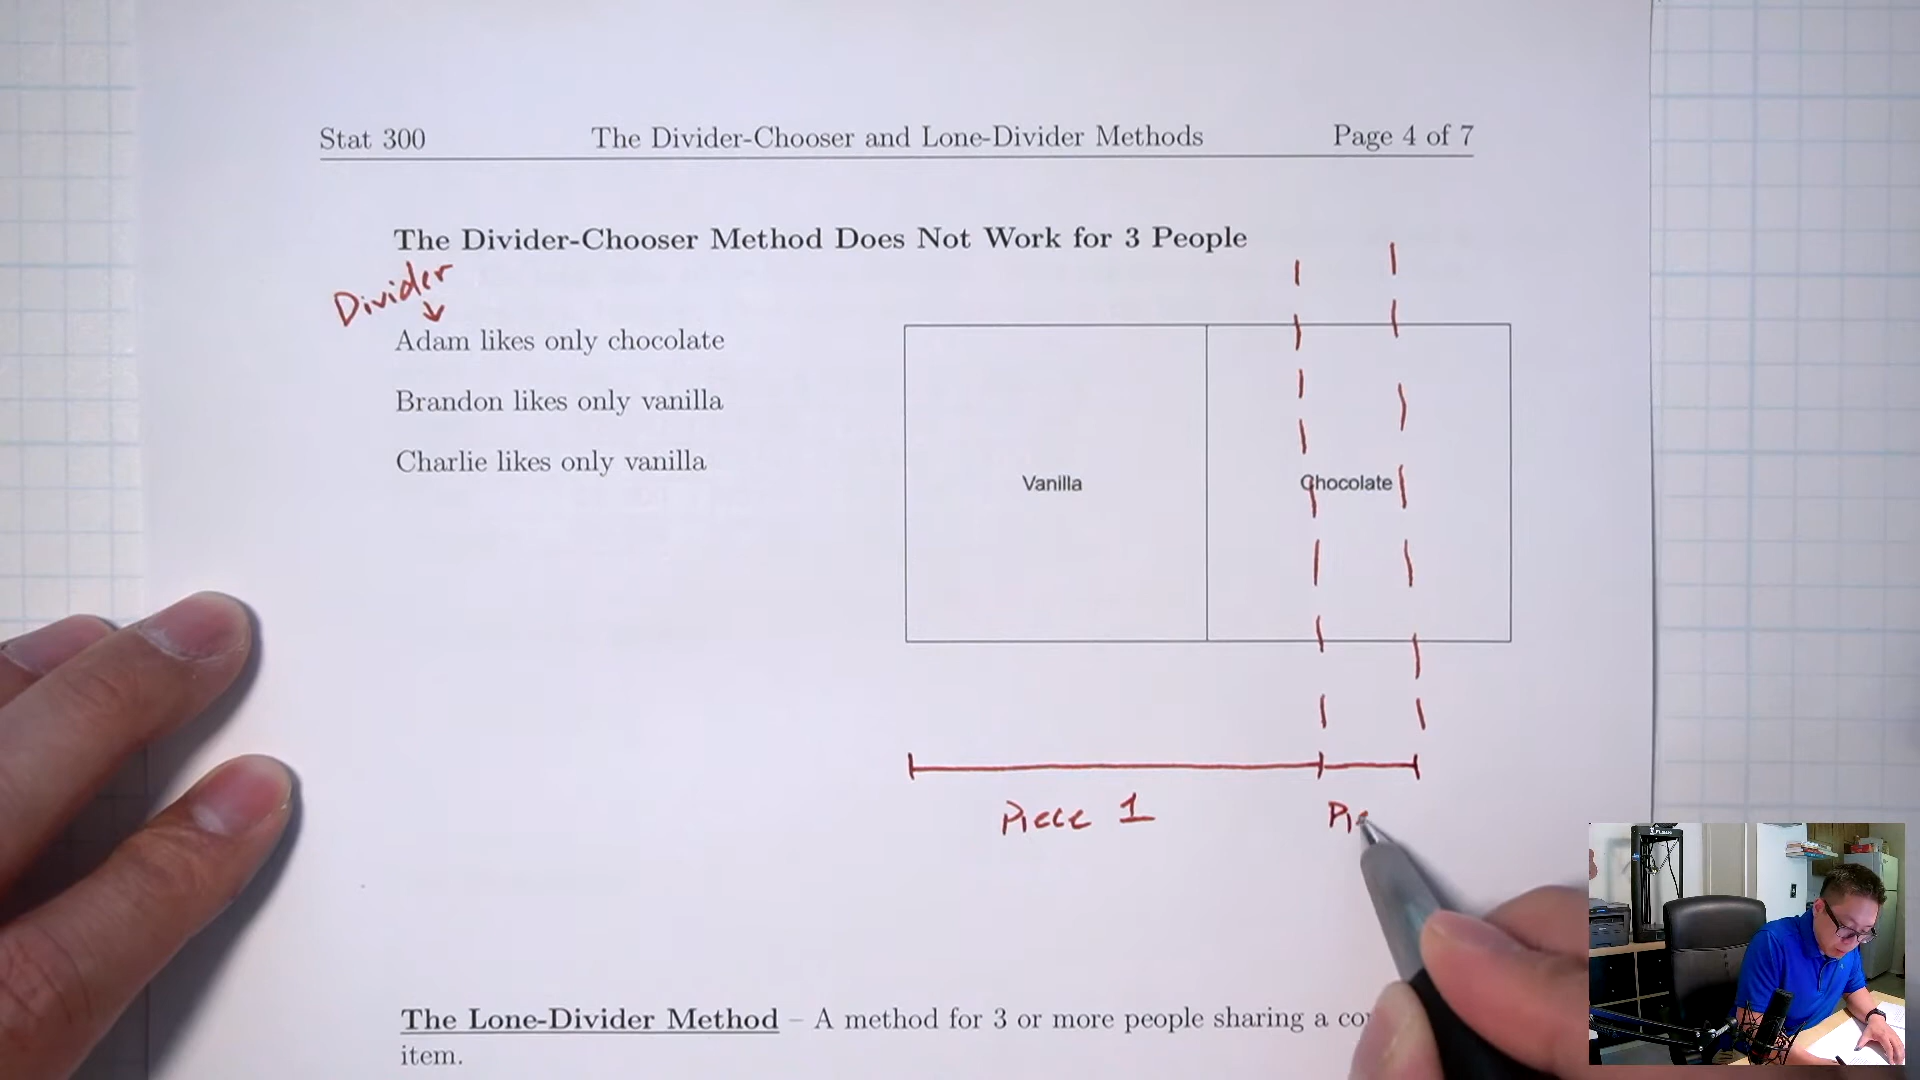 Stat 300 The Divider-Chooser and Lone-Divider Methods Page 4 of 7
The Divider-Chooser Method Does Not Work for 3 People
Divider
Adam likes only chocolate
Brandon likes only vanilla
Charlie likes only vanilla
Vanilla Chocolate
Piece 1 Pie
The Lone-Divider Method – A method for 3 or more people sharing a co
item.